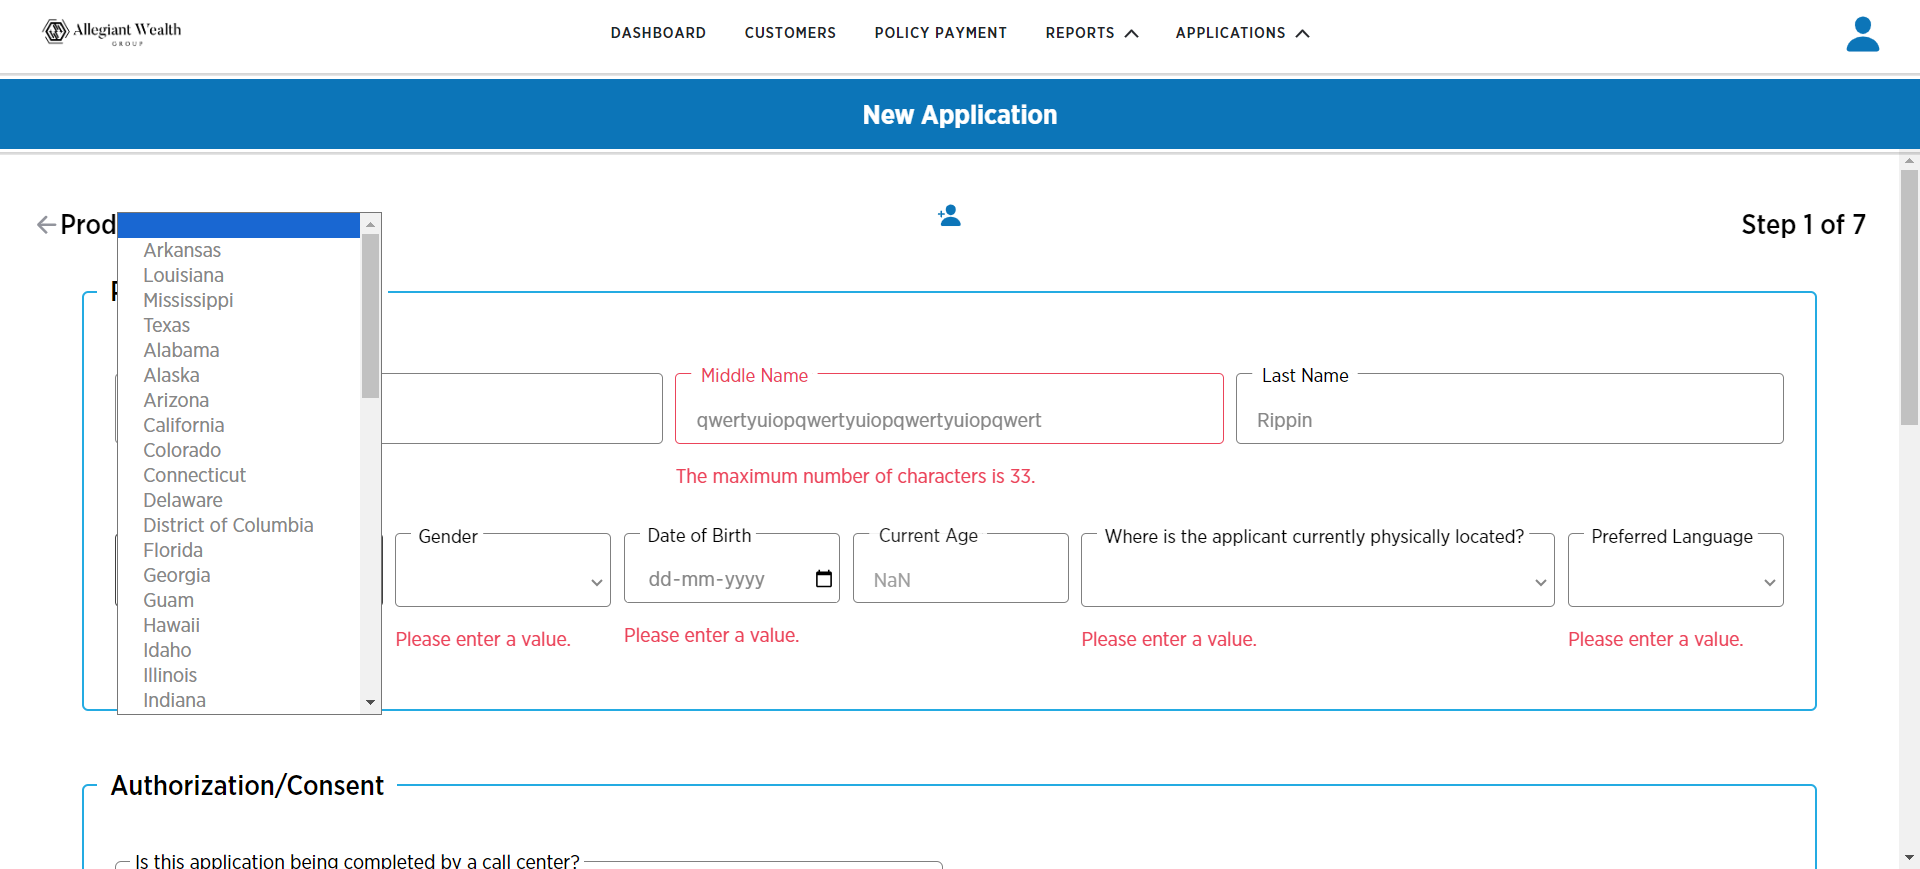 Allegiant Wealth
GROUP
DASHBOARD
CUSTOMERS
POLICY PAYMENT
REPORTS
APPLICATIONS
New Application
Prod
Step 1 of 7
Arkansas
Louisiana
Mississippi
Texas
Alabama
Alaska
Arizona
California
Colorado
Connecticut
Delaware
District of Columbia
Florida
Georgia
Guam
Hawaii
Idaho
Illinois
Indiana
Middle Name
qwertyuiopqwertyuiopqwertyuiopqwert
The maximum number of characters is 33.
Last Name
Rippin
Gender
Please enter a value.
Date of Birth
dd-mm-yyyy
Please enter a value.
Current Age
NaN
Where is the applicant currently physically located?
Please enter a value.
Preferred Language
Please enter a value.
Authorization/Consent
Is this application being completed by a call center?